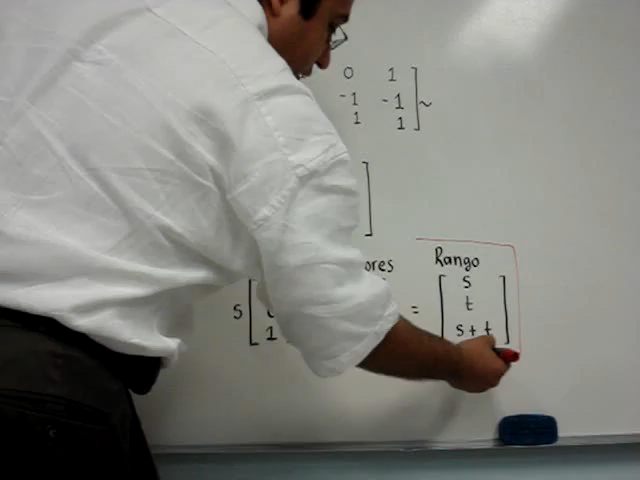 0 1
-1 -1 ~
1 1
ores Rango
s
t
s 1 = s + t